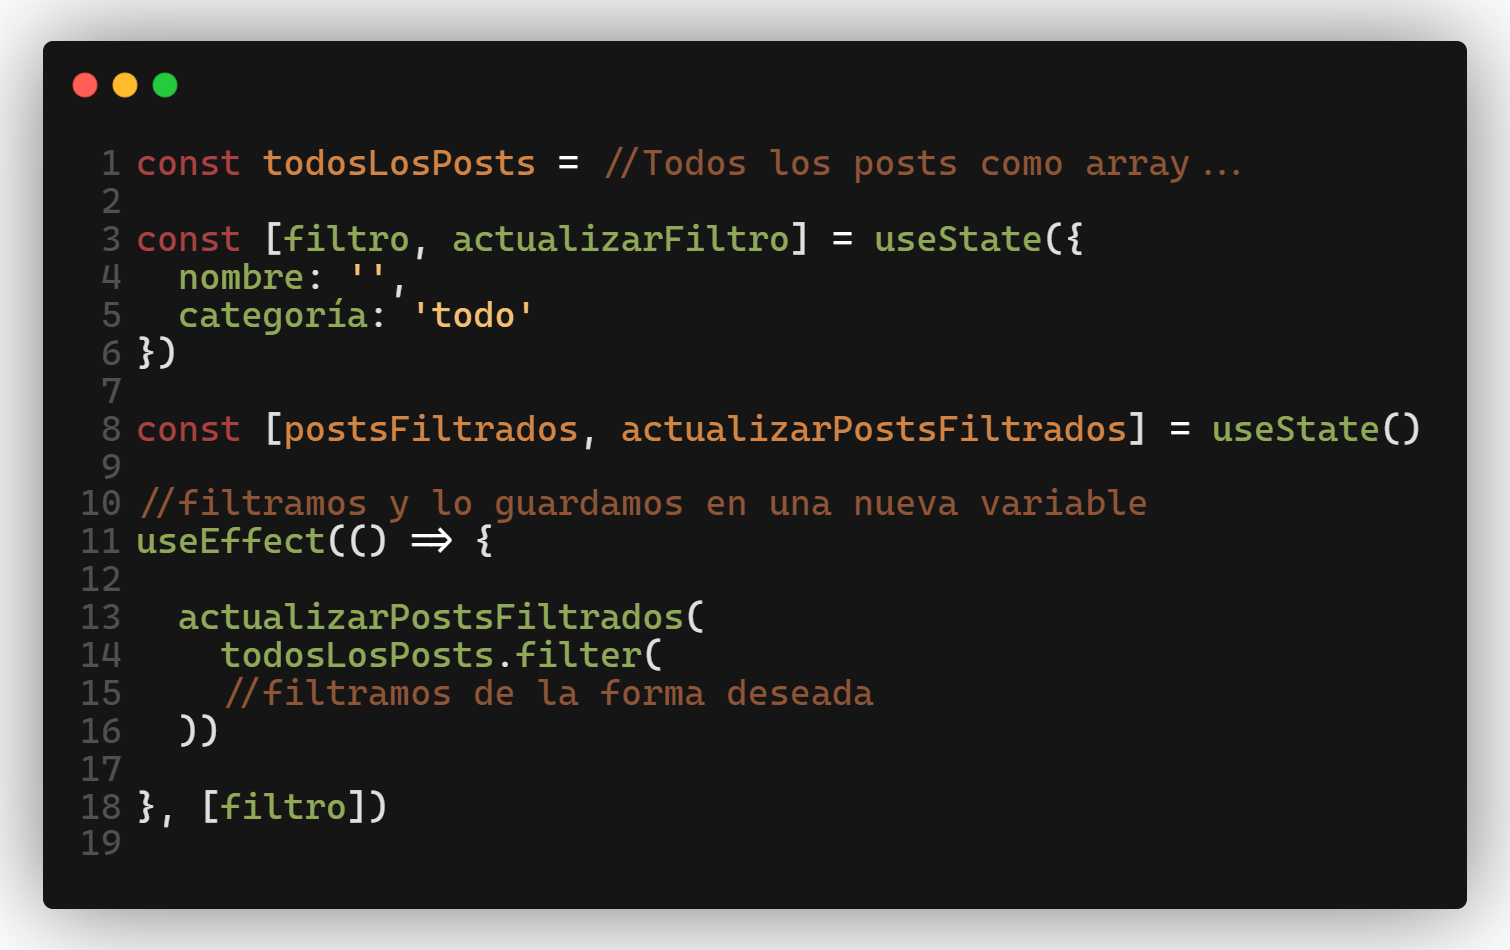 1 const todosLosPosts = //Todos los posts como array...
2
3 const [filtro, actualizarFiltro] = useState({
4   nombre: '',
5   categoría: 'todo'
6 })
7
8 const [postsFiltrados, actualizarPostsFiltrados] = useState()
9
10 //filtramos y lo guardamos en una nueva variable
11 useEffect(() => {
12
13   actualizarPostsFiltrados(
14     todosLosPosts.filter(
15     //filtramos de la forma deseada
16   ))
17
18 }, [filtro])
19